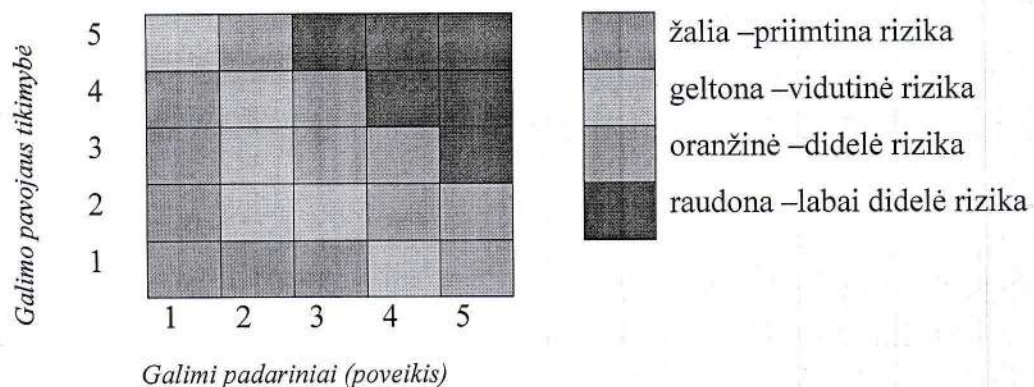 Galimo pavojaus tikimybė
5
4
3
2
1
1 2 3 4 5
Galimi padariniai (poveikis)
žalia –priimtina rizika
geltona –vidutinė rizika
oranžinė –didelė rizika
raudona –labai didelė rizika